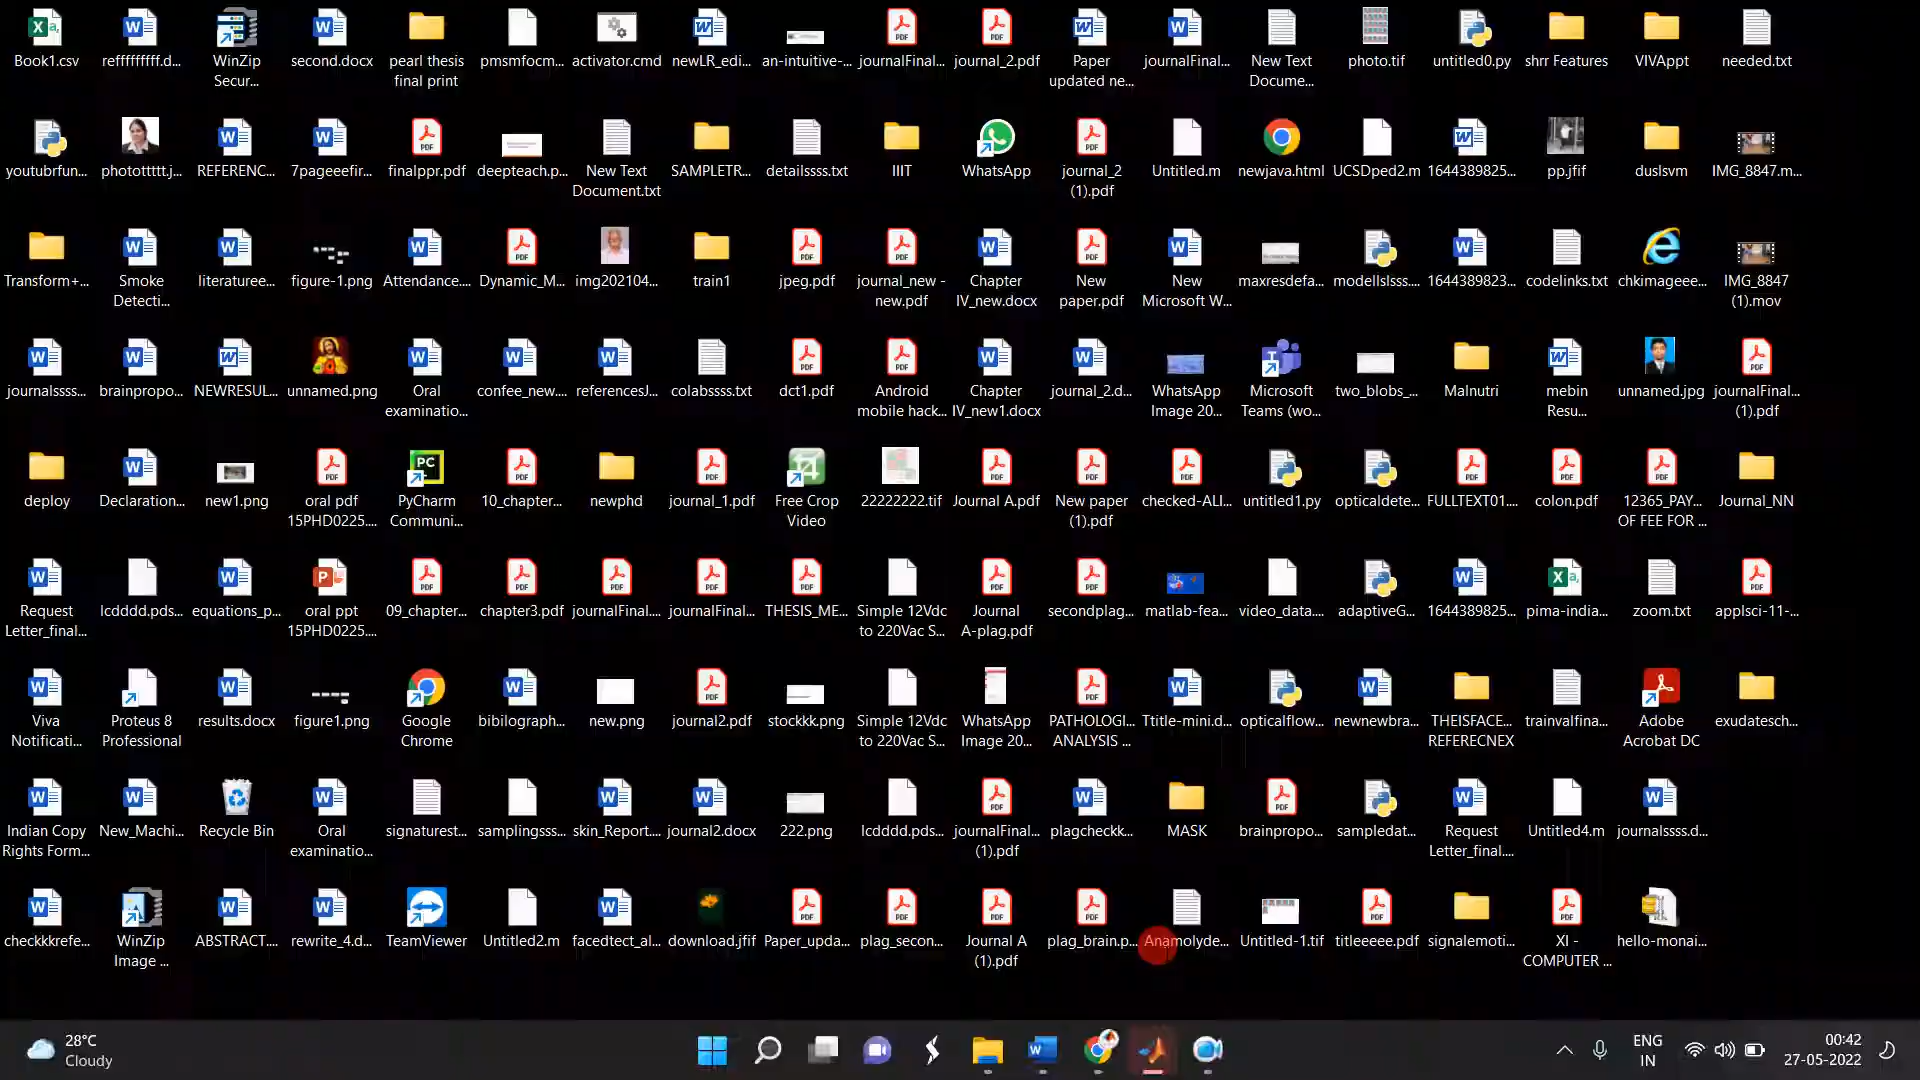 Book1.csv
refffffffff.d...
WinZip
Secur...
second.docx
pearl thesis
final print
pmsmfocm...
activator.cmd
newLR_edi...
an-intuitive-...
journalFinal...
journal_2.pdf
Paper
updated ne...
journalFinal...
New Text
Docume...
photo.tif
untitled0.py
shrr Features
VIVAppt
needed.txt
youtubrfun...
phototttt.j...
REFERENC...
7pageeefir...
finalppr.pdf
deepteach.p...
New Text
Document.txt
SAMPLETR...
detailssss.txt
IIIT
WhatsApp
journal_2
(1).pdf
Untitled.m
newjava.html
UCSDped2.m
1644389825...
pp.jfif
duslsvm
IMG_8847.m...
Transform+...
Smoke
Detecti...
literaturee...
figure-1.png
Attendance....
Dynamic_M...
img202104...
train1
jpeg.pdf
journal_new -
new.pdf
Chapter
IV_new.docx
New
paper.pdf
New
Microsoft W...
maxresdefa...
modellslsss....
1644389823...
codelinks.txt
chkimageee...
IMG_8847
(1).mov
journalssss...
brainpropo...
NEWRESUL...
unnamed.png
Oral
examinatio...
confee_new....
referencesJ...
colabssss.txt
dct1.pdf
Android
mobile hack...
Chapter
IV_new1.docx
journal_2.d...
WhatsApp
Image 20...
Microsoft
Teams (wo...
two_blobs_...
Malnutri
mebin
Resu...
unnamed.jpg
journalFinal...
(1).pdf
deploy
Declaration...
new1.png
oral pdf
15PHD0225....
PyCharm
Communi...
10_chapter...
newphd
journal_1.pdf
Free Crop
Video
22222222.tif
Journal A.pdf
New paper
(1).pdf
checked-ALI...
untitled1.py
opticaldete...
FULLTEXT01....
colon.pdf
12365_PAY...
OF FEE FOR ...
Journal_NN
Request
Letter_final...
lcdddd.pds...
equations_p...
oral ppt
15PHD0225....
09_chapter...
chapter3.pdf
journalFinal...
journalFinal...
THESIS_ME...
Simple 12Vdc
to 220Vac S...
Journal
A-plag.pdf
secondplag...
matlab-fea...
video_data....
adaptiveG...
1644389825...
pima-india...
zoom.txt
applsci-11-...
Viva
Notificati...
Proteus 8
Professional
results.docx
figure1.png
Google
Chrome
bibilograph...
new.png
journal2.pdf
stockkk.png
Simple 12Vdc
to 220Vac S...
WhatsApp
Image 20...
PATHOLOGI...
ANALYSIS ...
Ttitle-mini.d...
opticalflow...
newnewbra...
THEISFACE...
REFERECNEX
trainvalfina...
Adobe
Acrobat DC
exudatesch...
Indian Copy
Rights Form...
New_Machi...
Recycle Bin
Oral
examinatio...
signaturest...
samplingsss...
skin_Report....
journal2.docx
222.png
lcdddd.pds...
journalFinal...
(1).pdf
plagcheckk...
MASK
brainpropo...
sampledat...
Request
Letter_final....
Untitled4.m
journalssss.d...
checkkkrefe...
WinZip
Image ...
ABSTRACT....
rewrite_4.d...
TeamViewer
Untitled2.m
facedtect_al...
download.jfif
Paper_upda...
plag_secon...
Journal A
(1).pdf
plag_brain.p...
Anamolyde...
Untitled-1.tif
titleeeee.pdf
signalemoti...
XI -
COMPUTER ...
hello-monai...
28°C
Cloudy
ENG
IN
00:42
27-05-2022